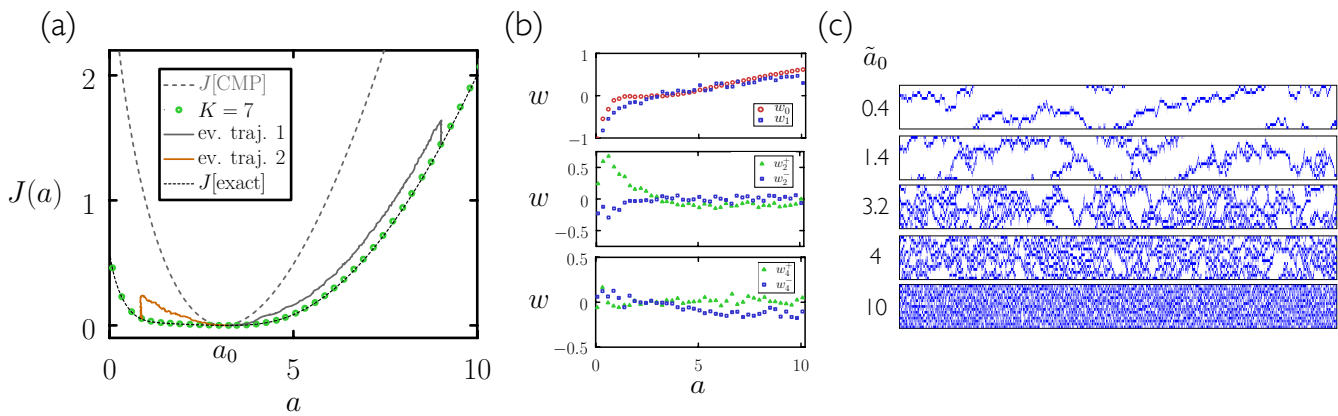 (a)
2
1
0
J(a)
J[CMP]
K = 7
ev. traj. 1
ev. traj. 2
J[exact]
a₀
0
5
10
a
(b)
1
0
−1
w
w₀
w₁
0.5
0
−0.5
w
w₂⁺
w₂⁻
0.5
0
−0.5
w
w₄⁺
w₄⁻
0
5
10
a
(c)
ã₀
0.4
1.4
3.2
4
10